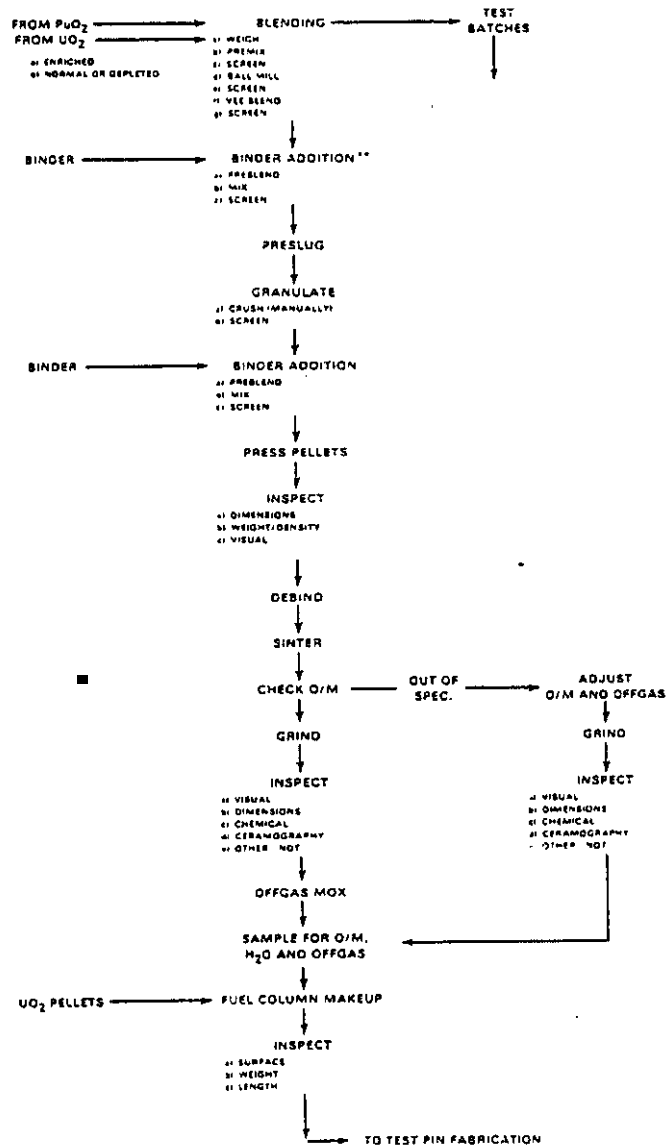 FROM PuO2
BLENDING
TEST
BATCHES
FROM UO2
a) ENRICHED
b) NORMAL OR DEPLETED
a) WEIGH
b) PREMIX
c) SCREEN
d) BALL MILL
e) SCREEN
f) VEE BLEND
g) SCREEN
BINDER
BINDER ADDITION**
a) PREBLEND
b) MIX
c) SCREEN
PRESLUG
GRANULATE
CRUSH (MANUALLY)
SCREEN
BINDER
BINDER ADDITION
a) PREBLEND
b) MIX
c) SCREEN
PRESS PELLETS
INSPECT
a) DIMENSIONS
b) WEIGHT/DENSITY
c) VISUAL
DEBIND
SINTER
CHECK O/M
OUT OF
SPEC.
ADJUST
O/M AND OFFGAS
GRIND
GRIND
INSPECT
a) VISUAL
b) DIMENSIONS
c) CHEMICAL
d) CERAMOGRAPHY
e) OTHER NOT
INSPECT
a) VISUAL
b) DIMENSIONS
c) CHEMICAL
d) CERAMOGRAPHY
OTHER NOT
OFFGAS MOX
SAMPLE FOR O/M,
H2O AND OFFGAS
UO2 PELLETS
FUEL COLUMN MAKEUP
INSPECT
a) SURFACE
b) WEIGHT
c) LENGTH
TO TEST PIN FABRICATION